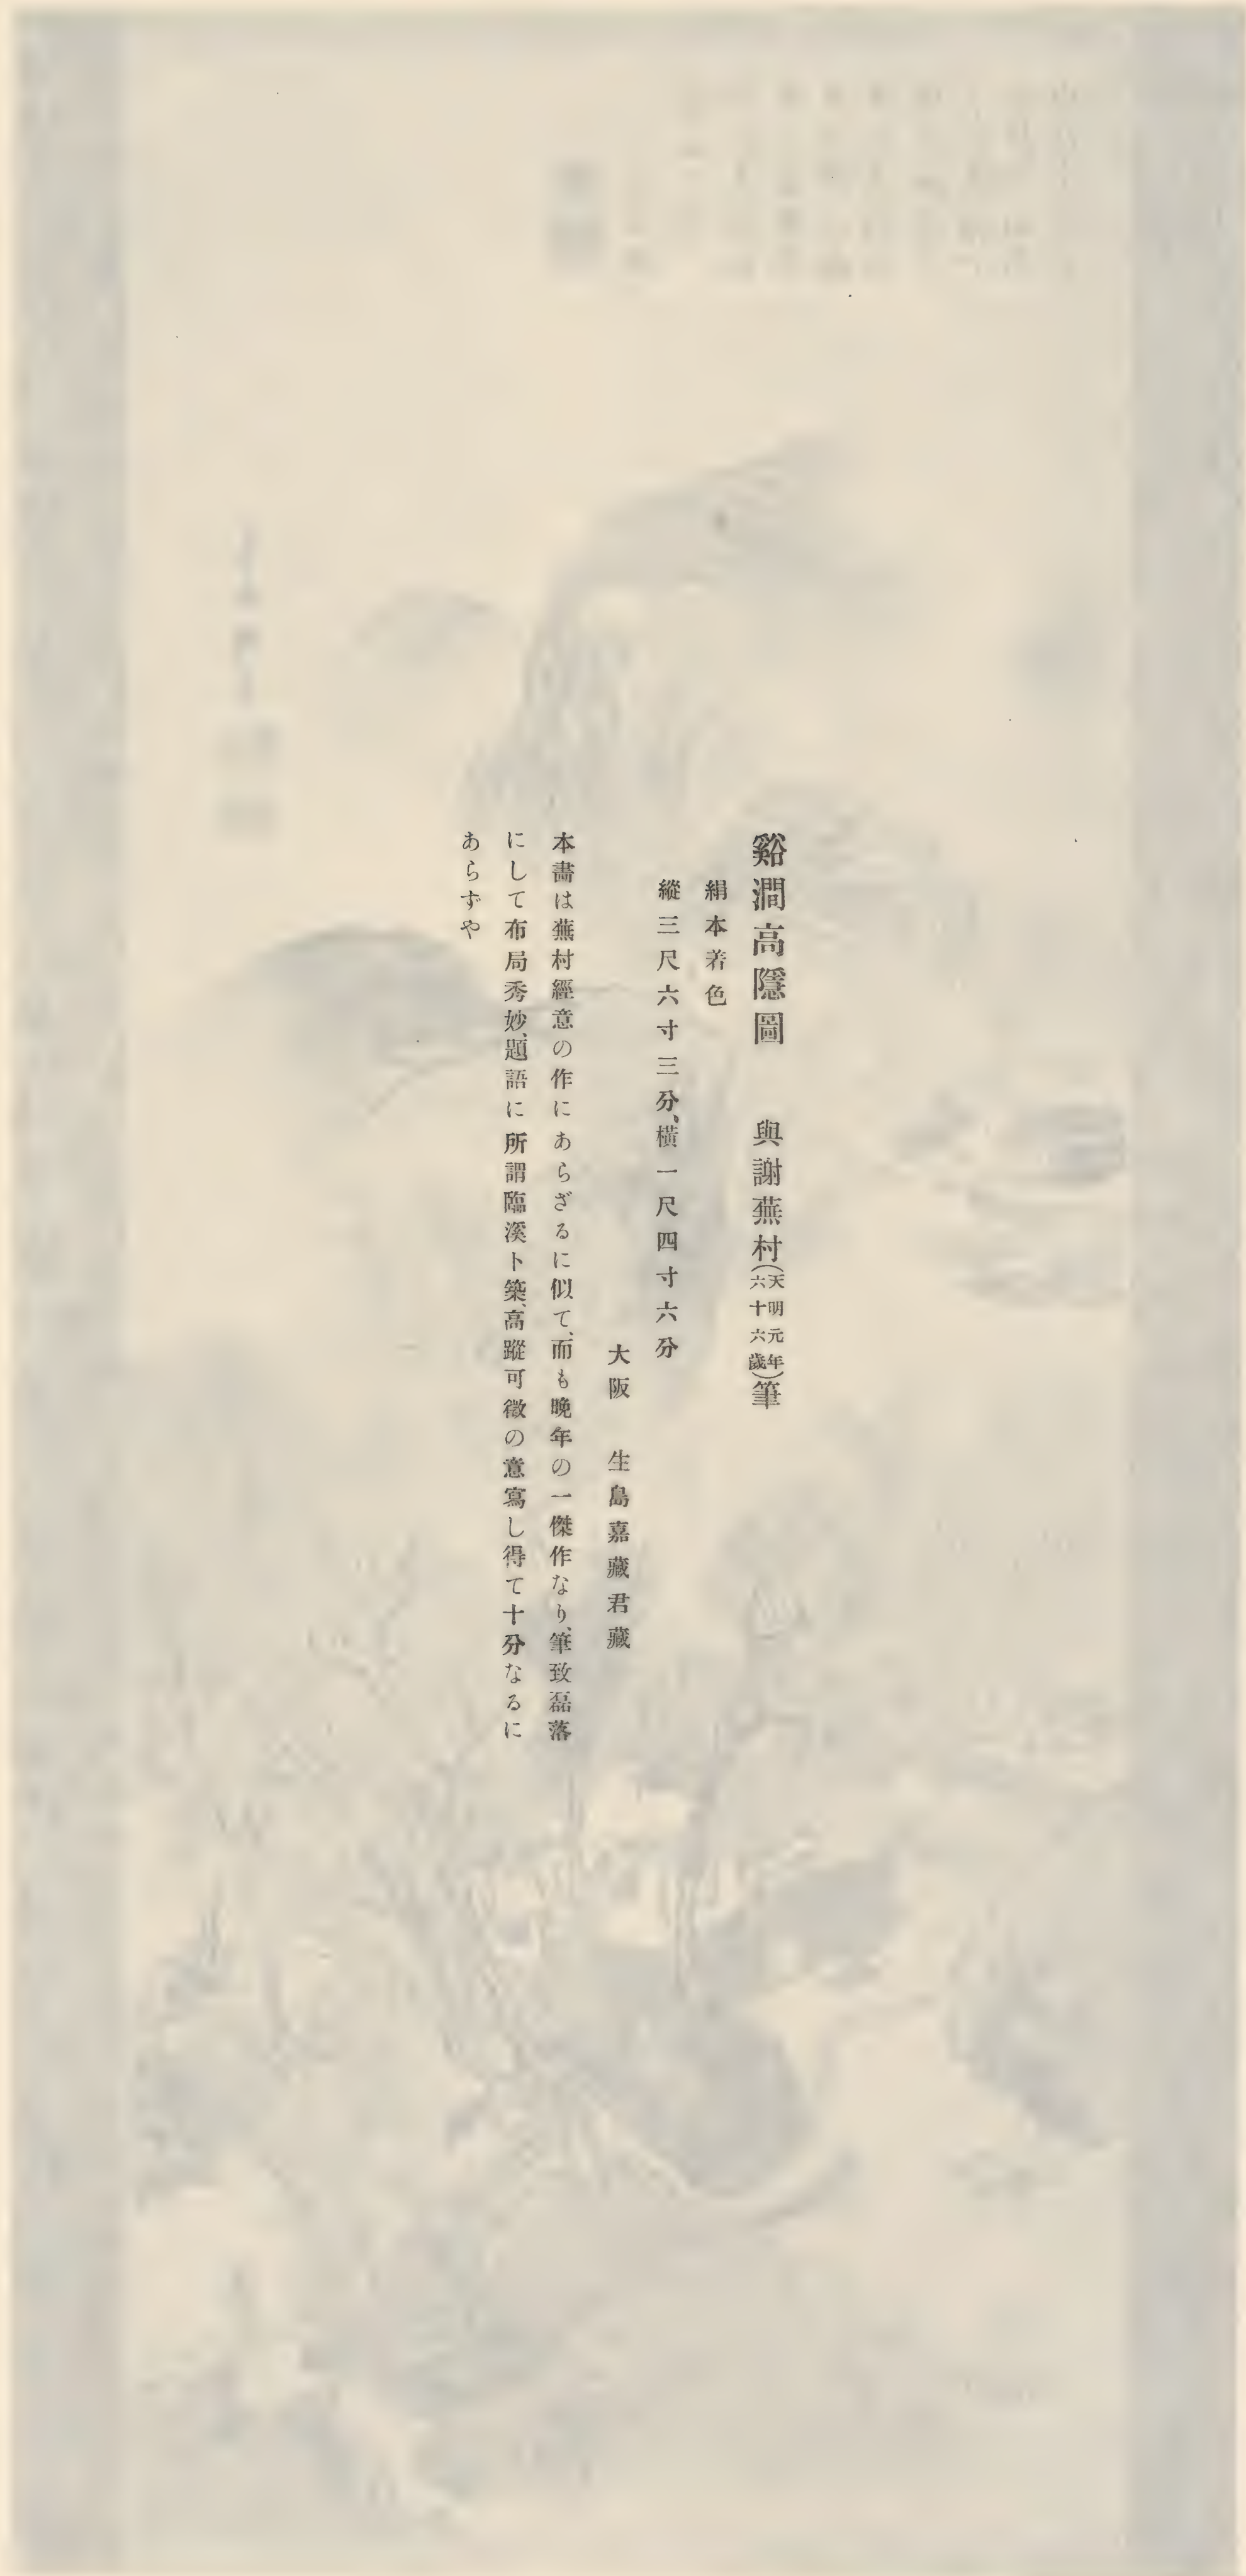 谿澗高隱圖　與謝蕪村（天明元年六十六歲）筆
絹本着色
縱三尺六寸三分、橫一尺四寸六分
大阪　生島嘉藏君藏
本畵は蕪村經意の作にあらざるに似て、而も晩年の一傑作なり、筆致磊落
にして布局秀妙、題語に所謂臨溪卜築、高蹤可徵の意寫し得て十分なるに
あらずや